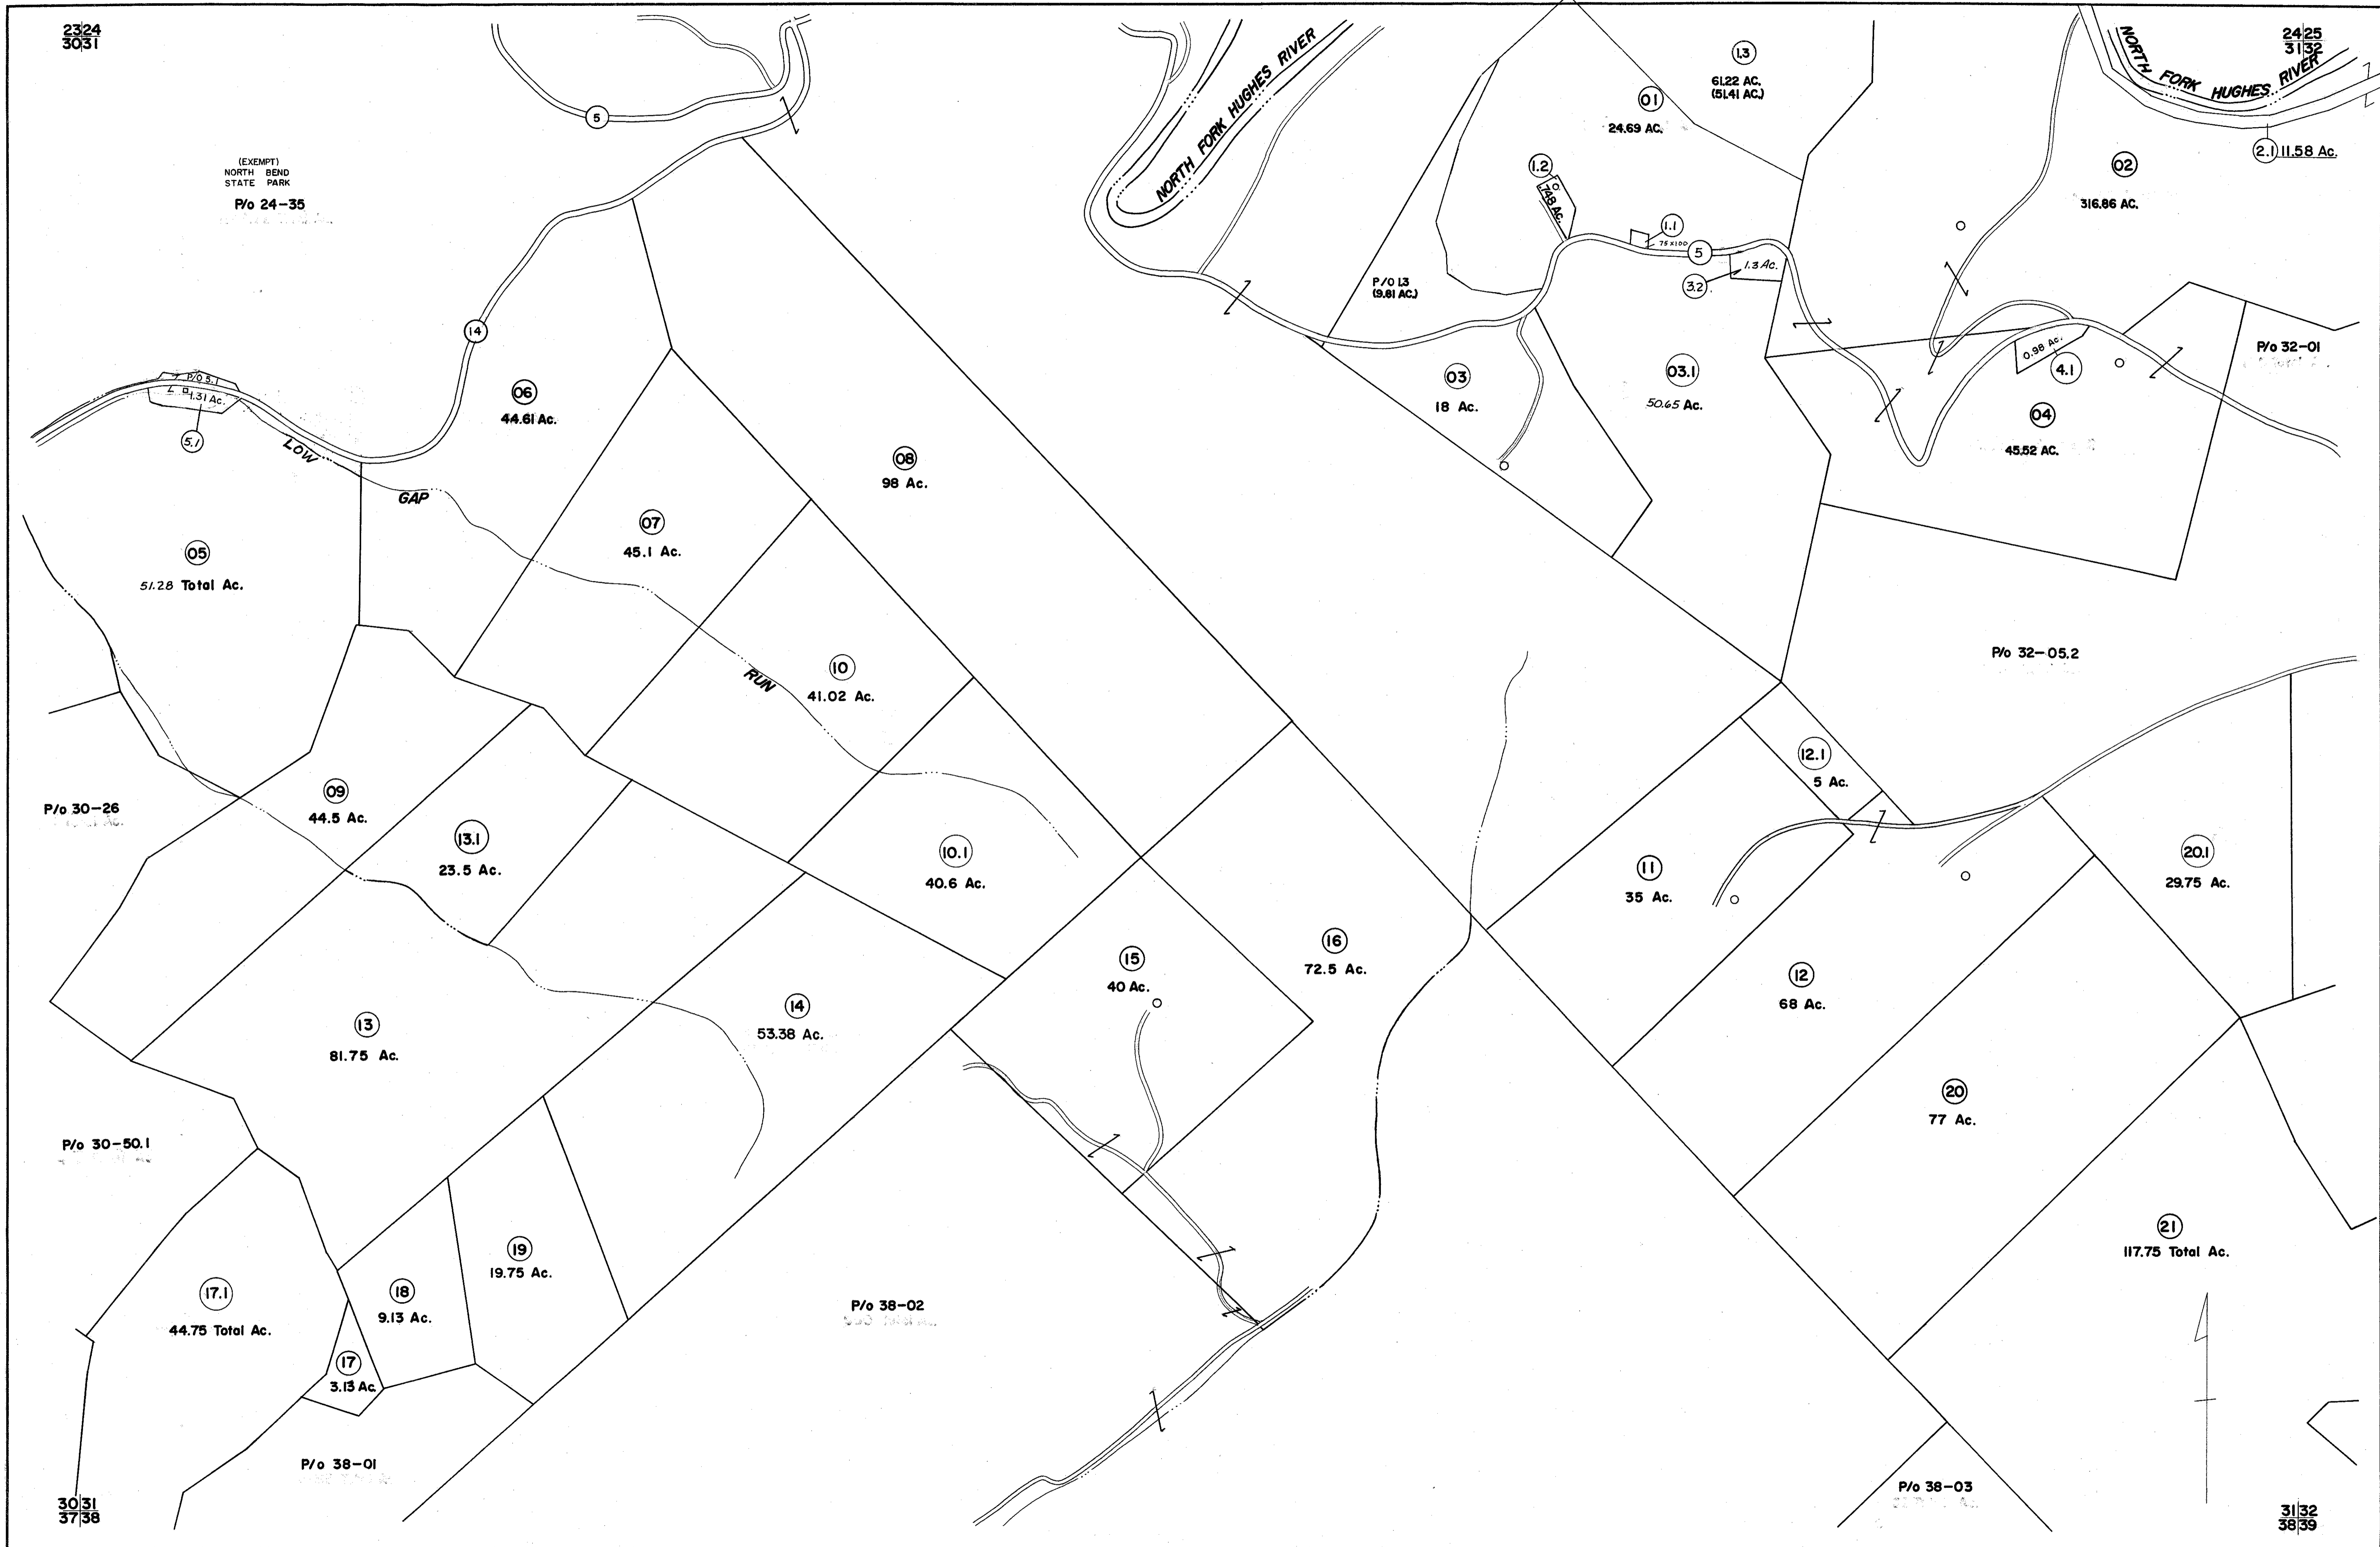 23 24
30 31
24 25
31 32
NORTH FORK HUGHES RIVER
NORTH FORK HUGHES RIVER
5
1.3
61.22 AC.
(51.41 AC.)
01
24.69 AC.
2.1 11.58 Ac.
(EXEMPT)
NORTH BEND
STATE PARK
P/o 24-35
1.2
.748 Ac.
02
316.86 AC.
1.1
75 x 100
5
1.3 Ac.
3.2
P/O 1.3
(9.81 AC.)
14
0.98 Ac.
4.1
P/o 32-01
P/O 5.1
1.31 Ac.
5.1
06
44.61 Ac.
03
18 Ac.
03.1
50.65 Ac.
04
45.52 AC.
LOW
GAP
RUN
08
98 Ac.
05
51.28 Total Ac.
07
45.1 Ac.
10
41.02 Ac.
P/o 32-05.2
12.1
5 Ac.
P/o 30-26
09
44.5 Ac.
13.1
23.5 Ac.
10.1
40.6 Ac.
11
35 Ac.
20.1
29.75 Ac.
15
40 Ac.
16
72.5 Ac.
12
68 Ac.
13
81.75 Ac.
14
53.38 Ac.
20
77 Ac.
P/o 30-50.1
21
117.75 Total Ac.
19
19.75 Ac.
17.1
44.75 Total Ac.
18
9.13 Ac.
P/o 38-02
17
3.13 Ac.
P/o 38-01
P/o 38-03
30 31
37 38
31 32
38 39